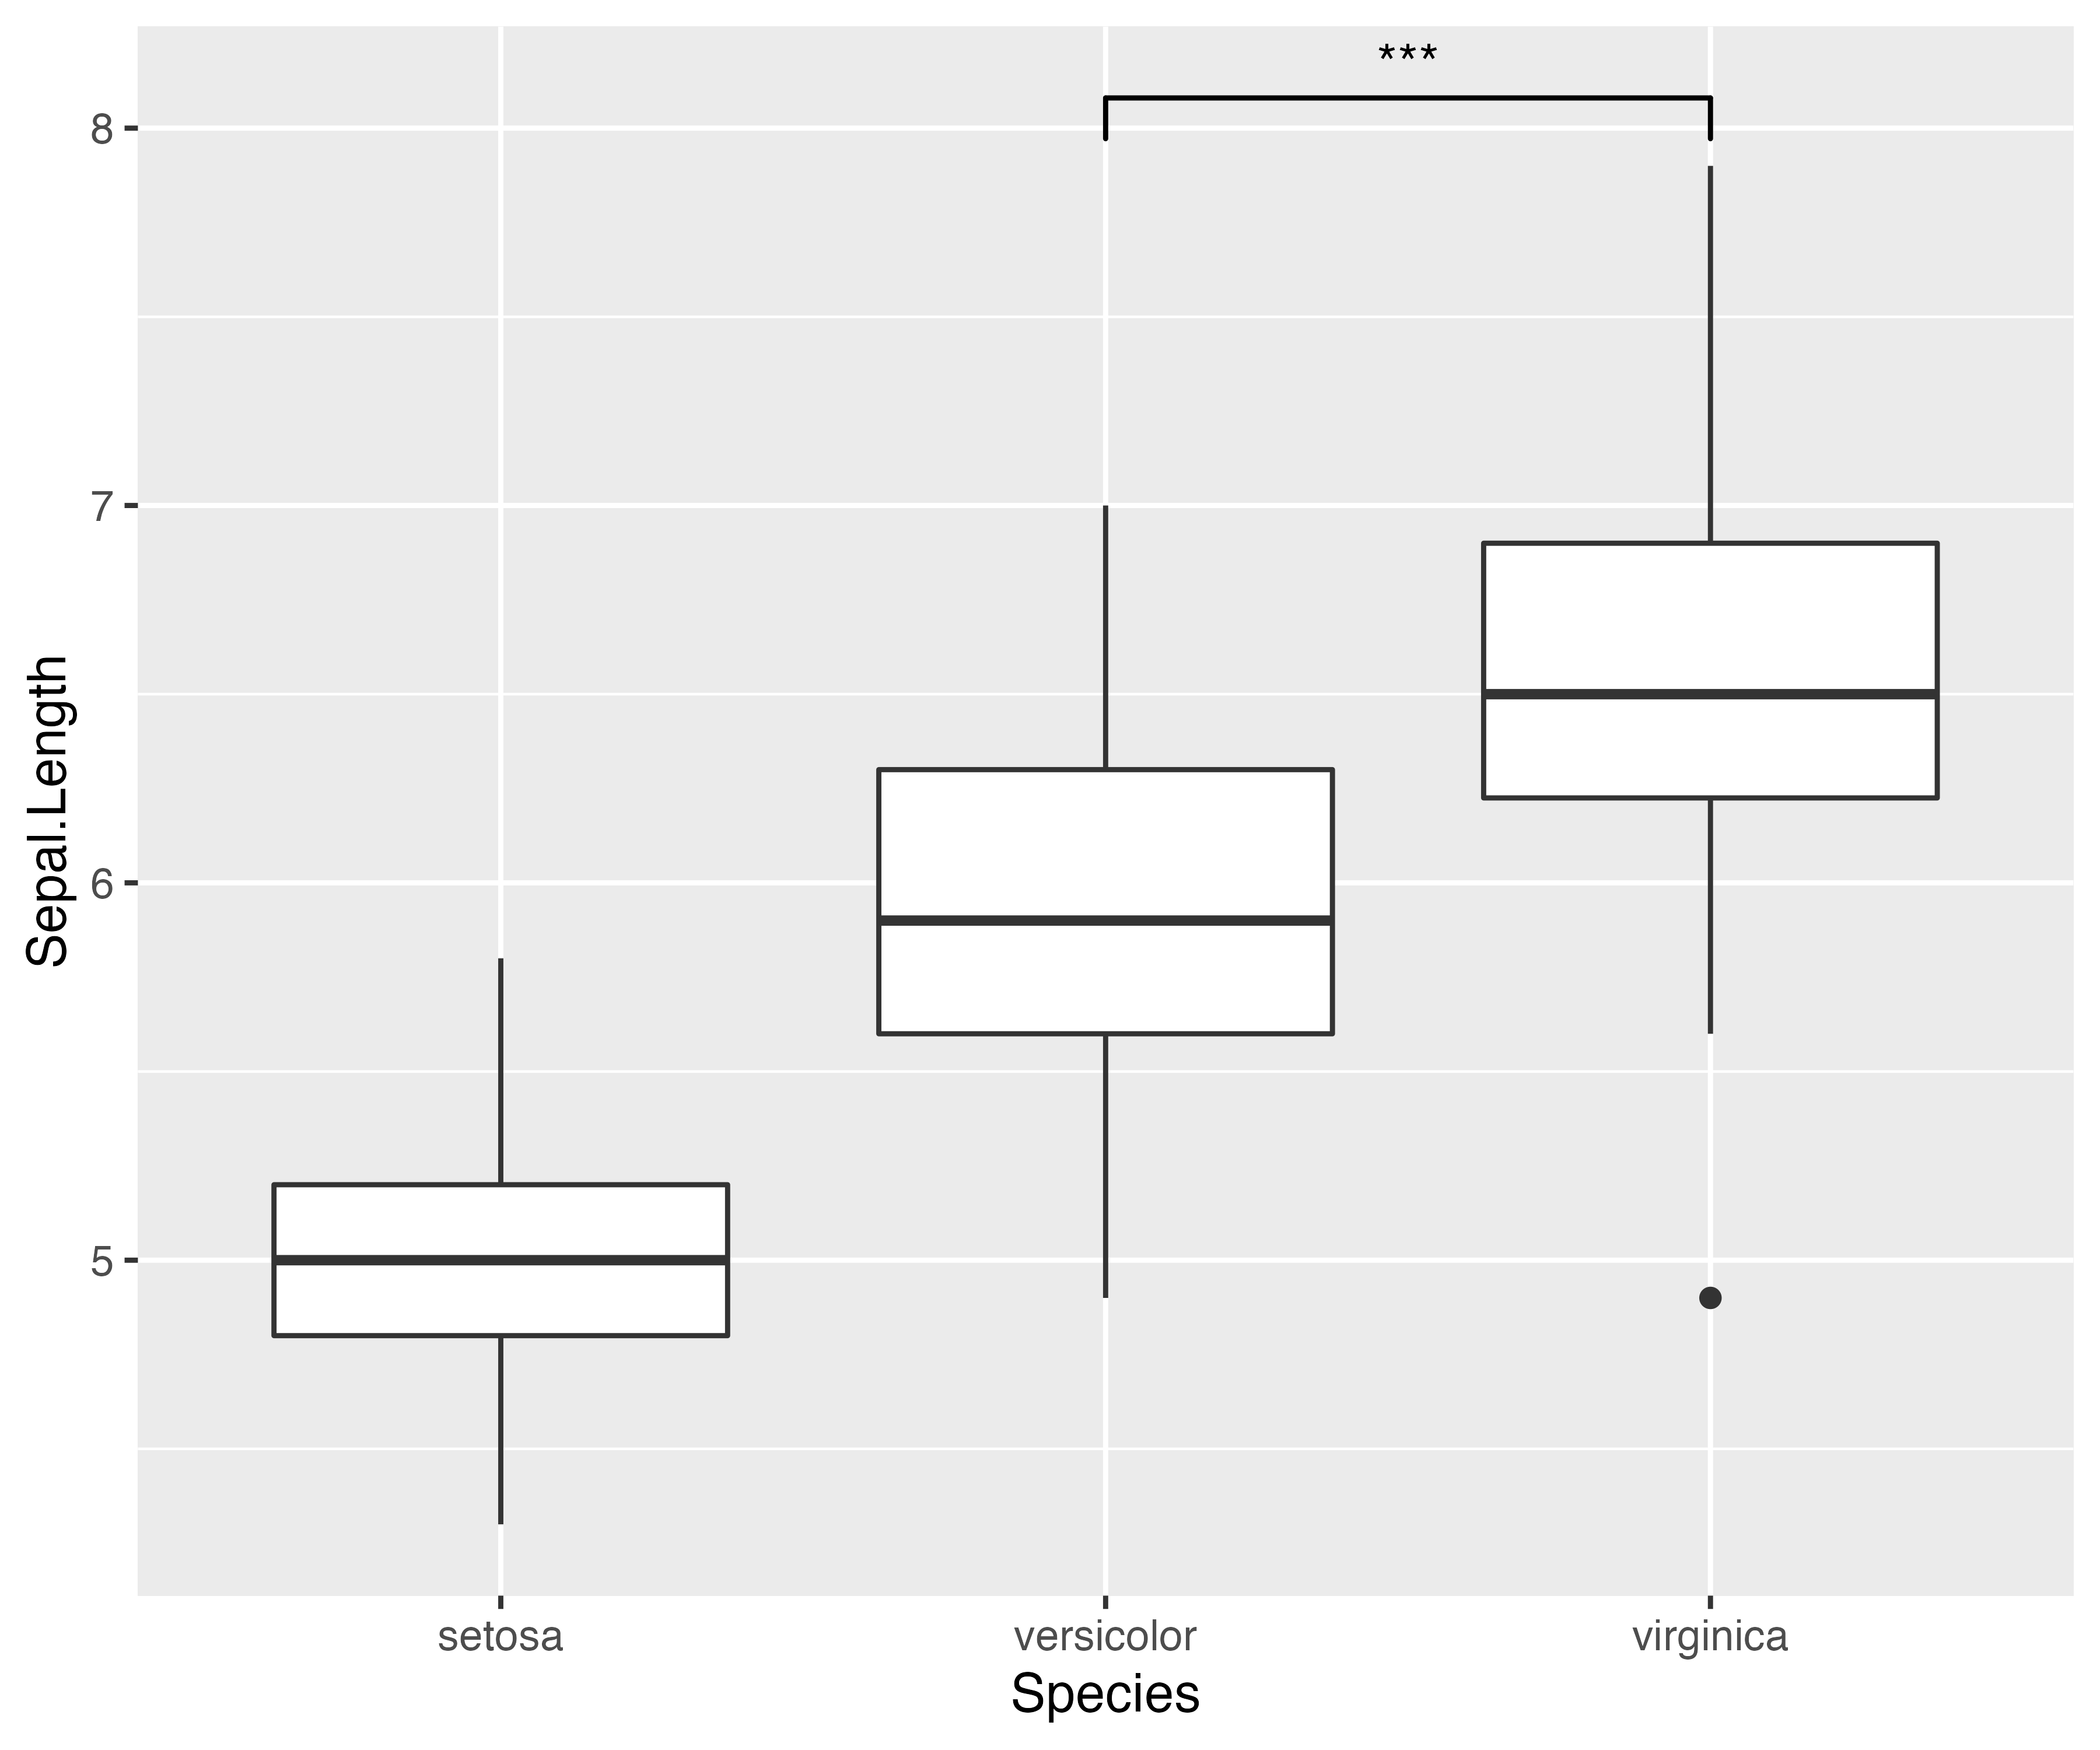 ***
8
7
6
5
Sepal.Length
setosa versicolor virginica
Species